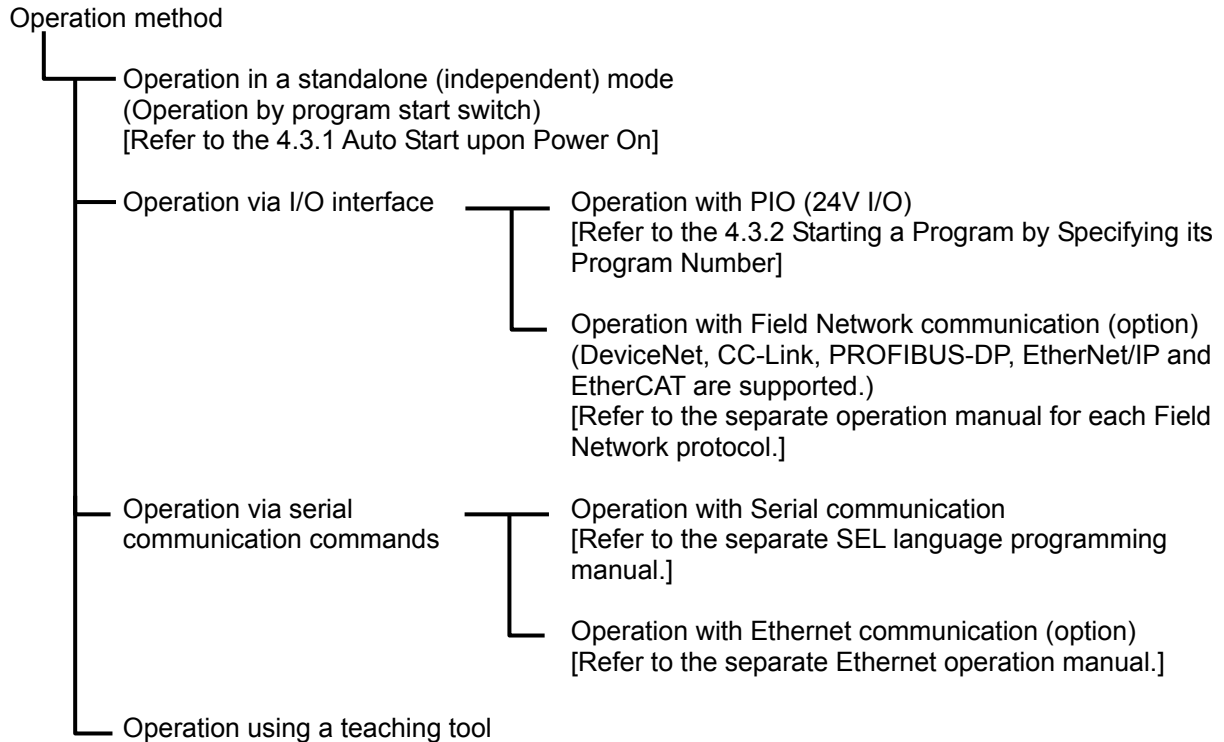 Operation method
Operation in a standalone (independent) mode
(Operation by program start switch)
[Refer to the 4.3.1 Auto Start upon Power On]
Operation via I/O interface
Operation with PIO (24V I/O)
[Refer to the 4.3.2 Starting a Program by Specifying its
Program Number]
Operation with Field Network communication (option)
(DeviceNet, CC-Link, PROFIBUS-DP, EtherNet/IP and
EtherCAT are supported.)
[Refer to the separate operation manual for each Field
Network protocol.]
Operation via serial
communication commands
Operation with Serial communication
[Refer to the separate SEL language programming
manual.]
Operation with Ethernet communication (option)
[Refer to the separate Ethernet operation manual.]
Operation using a teaching tool